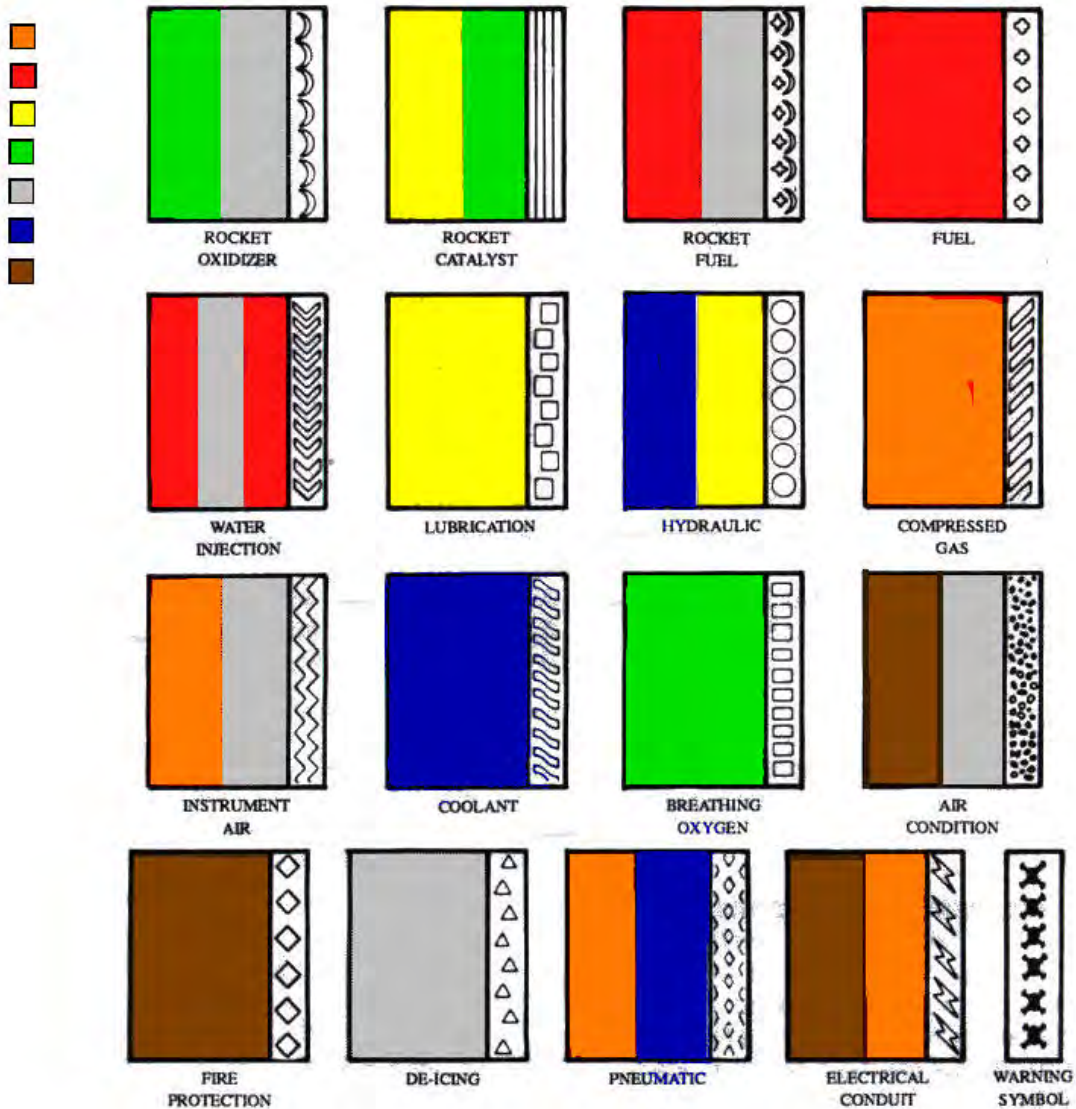 ROCKET
OXIDIZER
ROCKET
CATALYST
ROCKET
FUEL
FUEL
WATER
INJECTION
LUBRICATION
HYDRAULIC
COMPRESSED
GAS
INSTRUMENT
AIR
COOLANT
BREATHING
OXYGEN
AIR
CONDITION
FIRE
PROTECTION
DE-ICING
PNEUMATIC
ELECTRICAL
CONDUIT
WARNING
SYMBOL